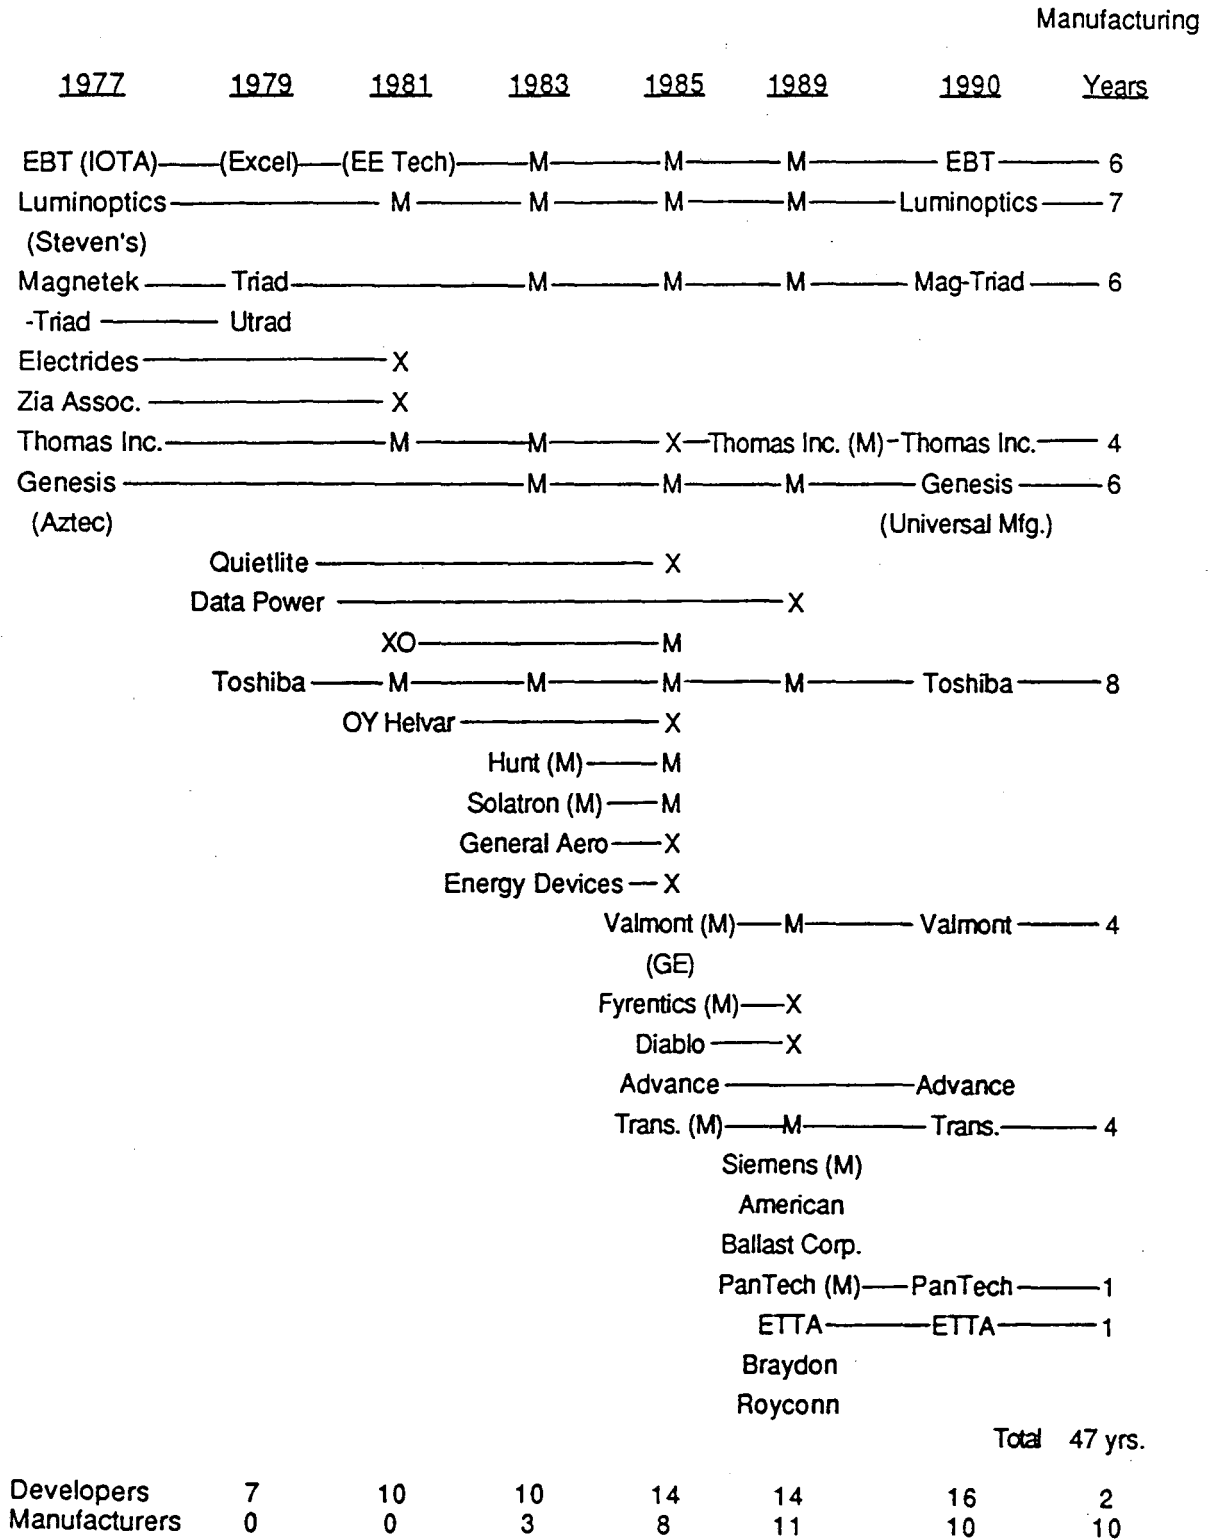 Manufacturing
1977 1979 1981 1983 1985 1989 1990 Years
EBT (IOTA) (Excel) (EE Tech) M M M EBT 6
Luminoptics M M M M Luminoptics 7
(Steven's)
Magnetek Triad M M M Mag-Triad 6
-Triad Utrad
Electrides X
Zia Assoc. X
Thomas Inc. M M X Thomas Inc. (M) Thomas Inc. 4
Genesis M M M Genesis 6
(Aztec) (Universal Mfg.)
Quietlite X
Data Power X
XO M
Toshiba M M M M Toshiba 8
OY Helvar X
Hunt (M) M
Solatron (M) M
General Aero X
Energy Devices X
Valmont (M) M Valmont 4
(GE)
Fyrentics (M) X
Diablo X
Advance Advance
Trans. (M) M Trans. 4
Siemens (M)
American
Ballast Corp.
PanTech (M) PanTech 1
ETTA ETTA 1
Braydon
Royconn
Total 47 yrs.
Developers 7 10 10 14 14 16 2
Manufacturers 0 0 3 8 11 10 10